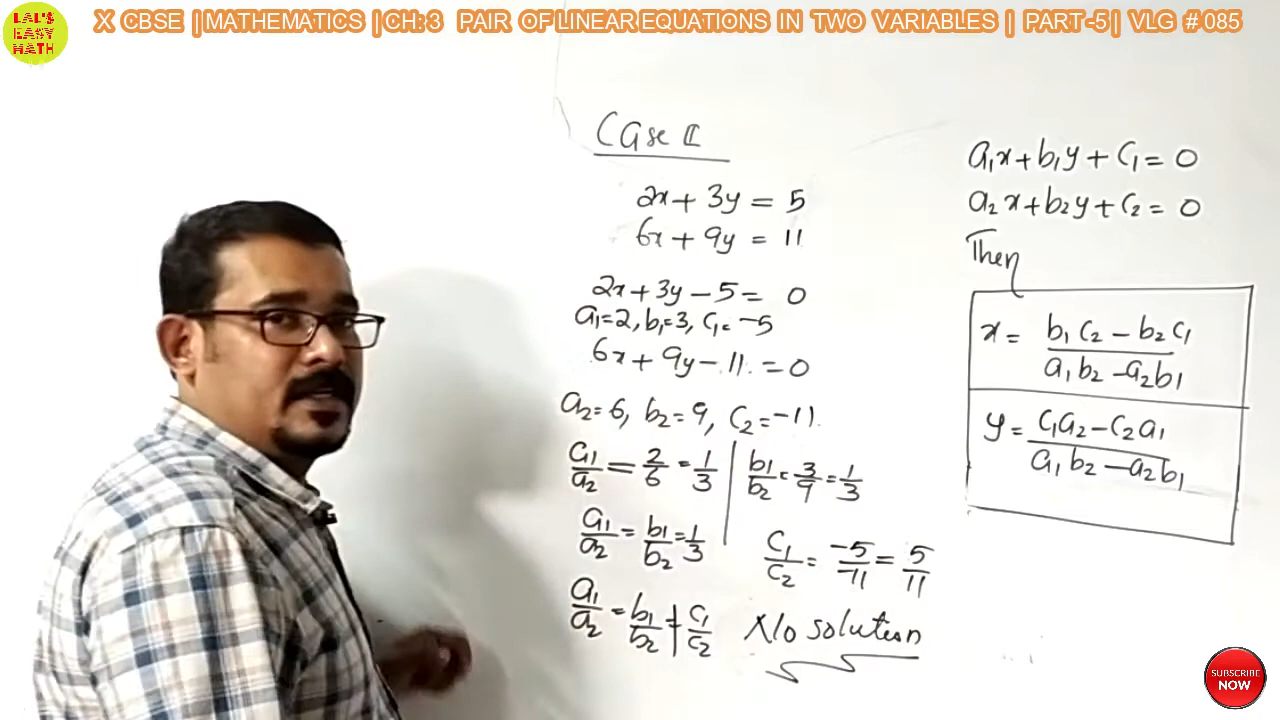 LAL'S
EASY
MATH
X CBSE | MATHEMATICS | CH: 3 PAIR OF LINEAR EQUATIONS IN TWO VARIABLES | PART -5 | VLG # 085
Case II
2x + 3y = 5
6x + 9y = 11
2x + 3y - 5 = 0
a₁=2, b₁=3, c₁= -5
6x + 9y - 11 = 0
a₂= 6, b₂= 9, c₂= -11
a₁/a₂ = 2/6 = 1/3 | b₁/b₂ = 3/9 = 1/3
a₁/a₂ = b₁/b₂ = 1/3
c₁/c₂ = -5/-11 = 5/11
a₁/a₂ = b₁/b₂ ≠ c₁/c₂ No solution
a₁x + b₁y + c₁ = 0
a₂x + b₂y + c₂ = 0
Then
x = b₁c₂ - b₂c₁ / a₁b₂ - a₂b₁
y = c₁a₂ - c₂a₁ / a₁b₂ - a₂b₁
SUBSCRIBE
NOW